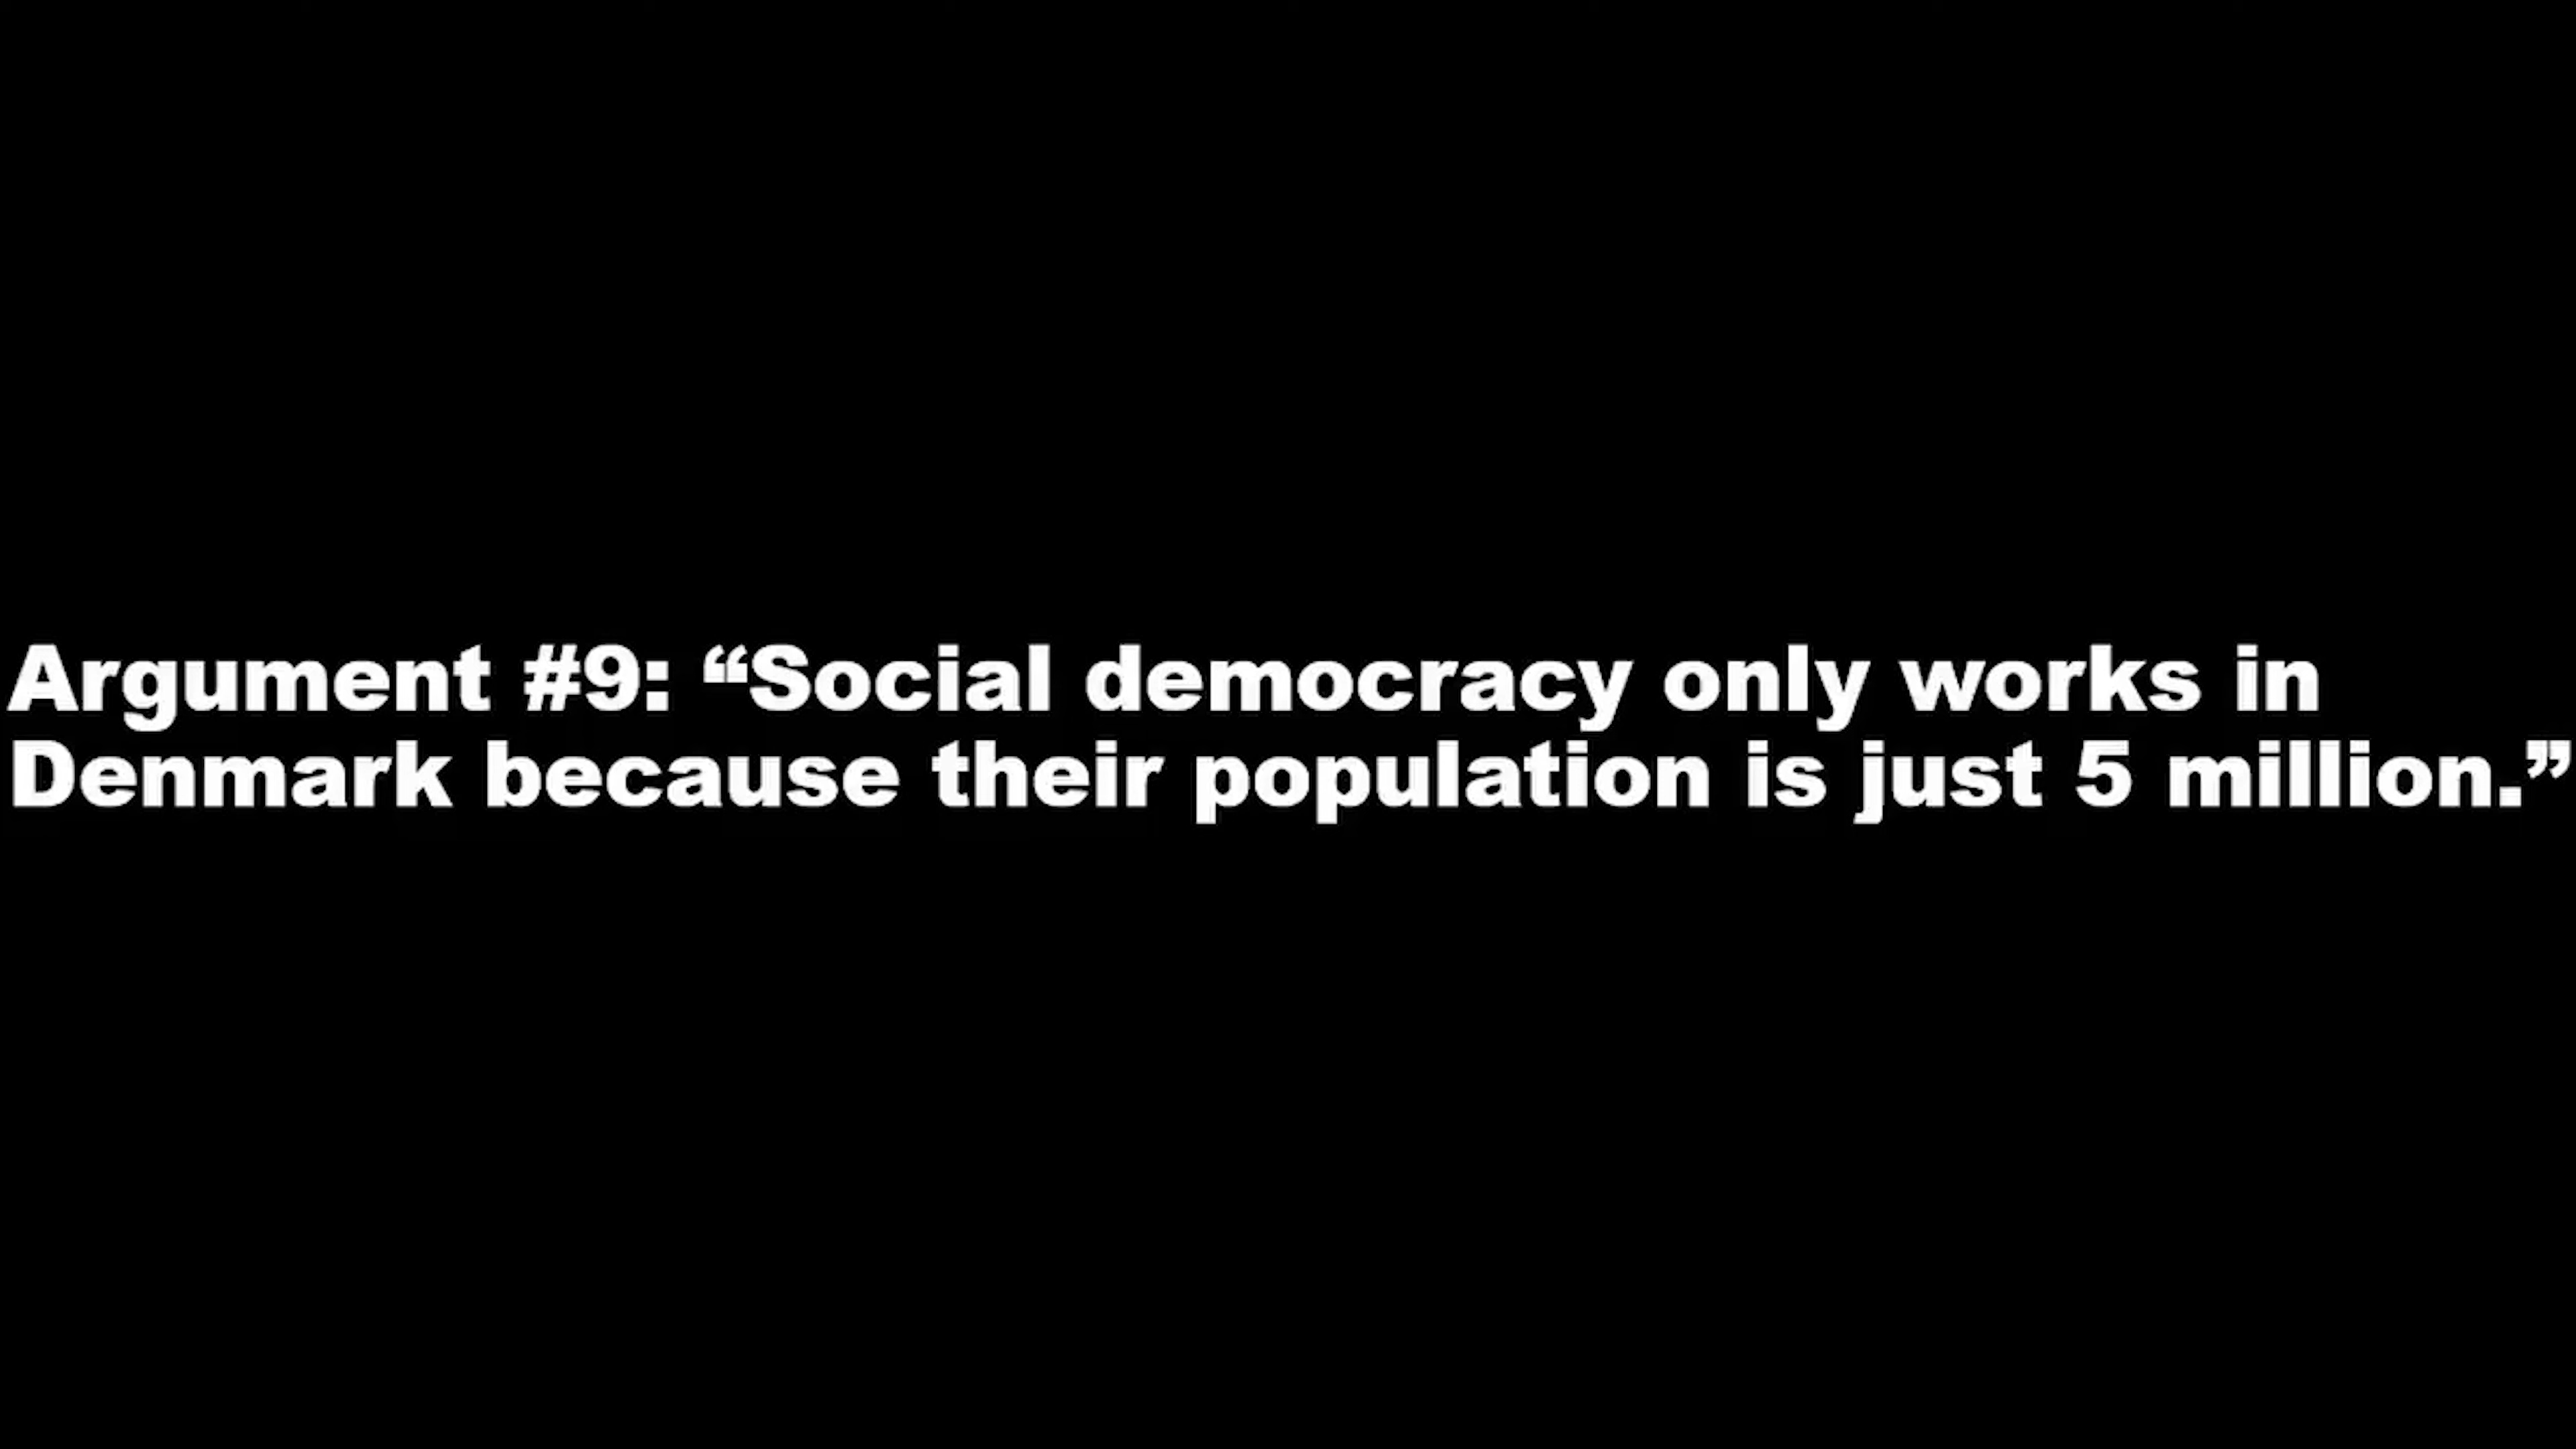 Argument #9: “Social democracy only works in
Denmark because their population is just 5 million.”